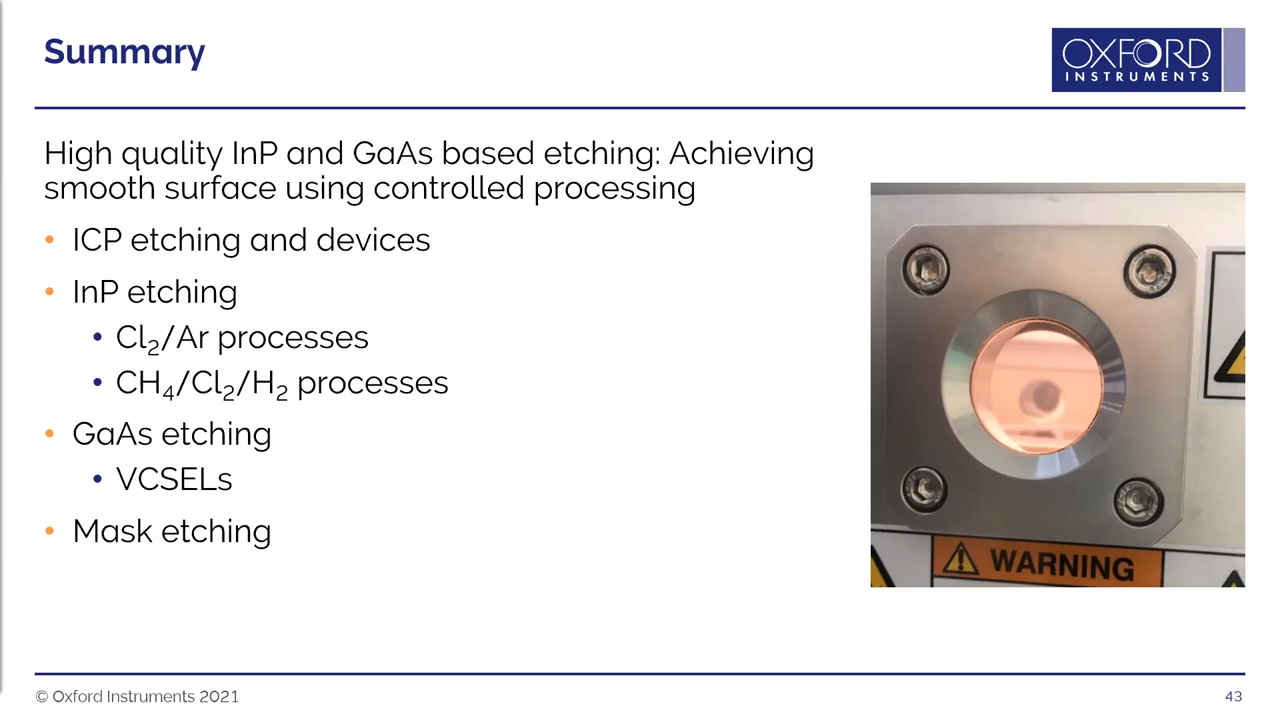 Summary
OXFORD
INSTRUMENTS
High quality InP and GaAs based etching: Achieving
smooth surface using controlled processing
• ICP etching and devices
• InP etching
• Cl₂/Ar processes
• CH₄/Cl₂/H₂ processes
• GaAs etching
• VCSELs
• Mask etching
WARNING
© Oxford Instruments 2021
43